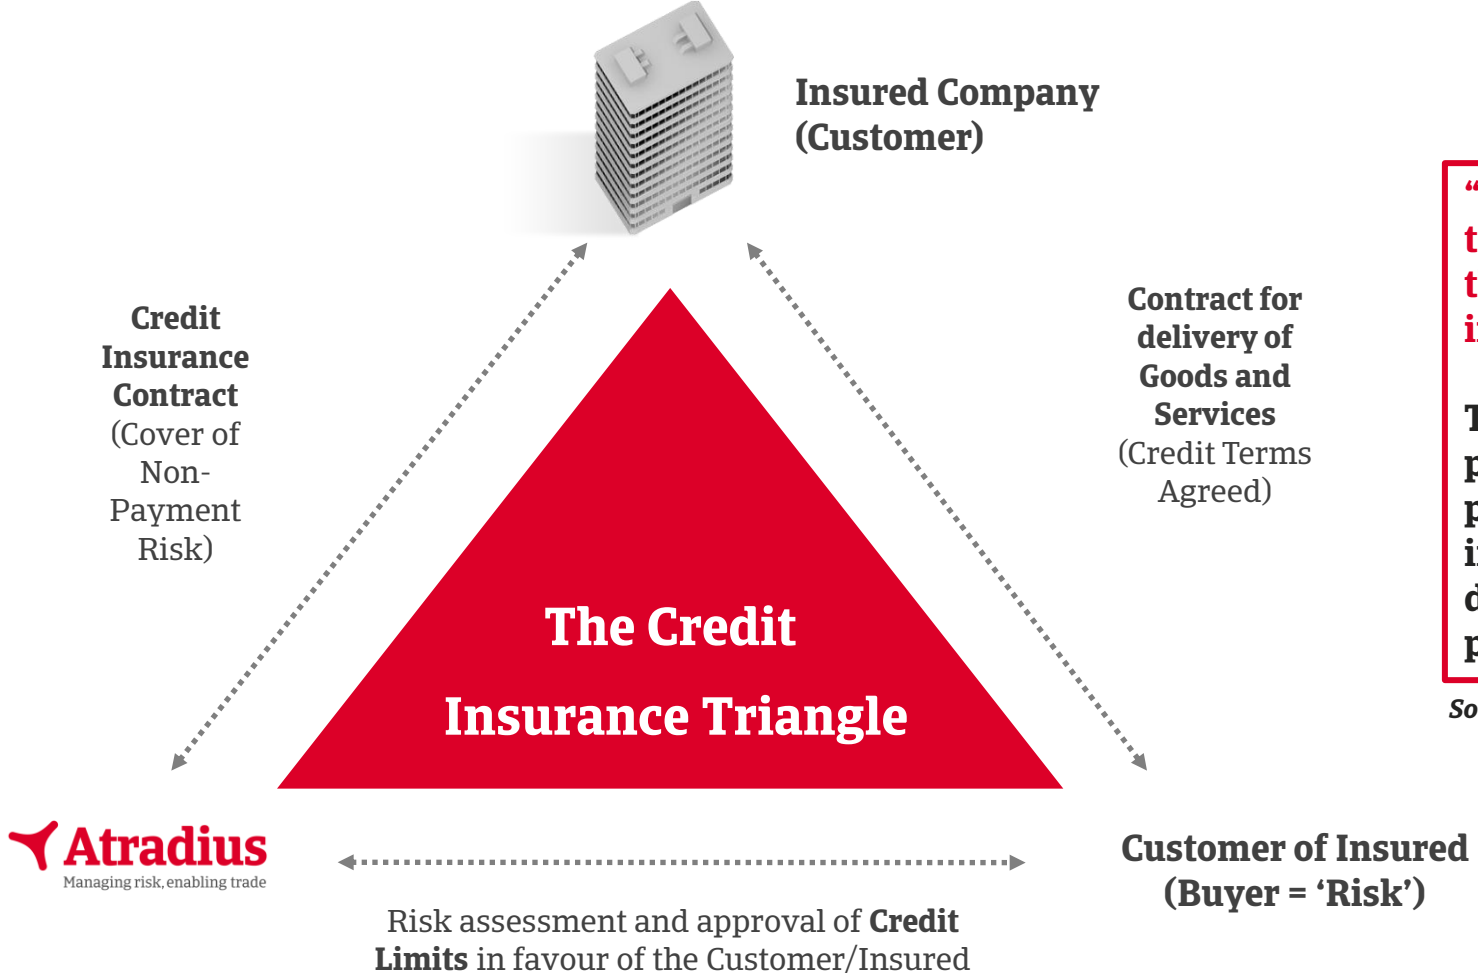 Insured Company
(Customer)
Credit
Insurance
Contract
(Cover of
Non-
Payment
Risk)
Contract for
delivery of
Goods and
Services
(Credit Terms
Agreed)
The Credit
Insurance Triangle
Atradius
Managing risk, enabling trade
Customer of Insured
(Buyer = ‘Risk’)
Risk assessment and approval of Credit
Limits in favour of the Customer/Insured